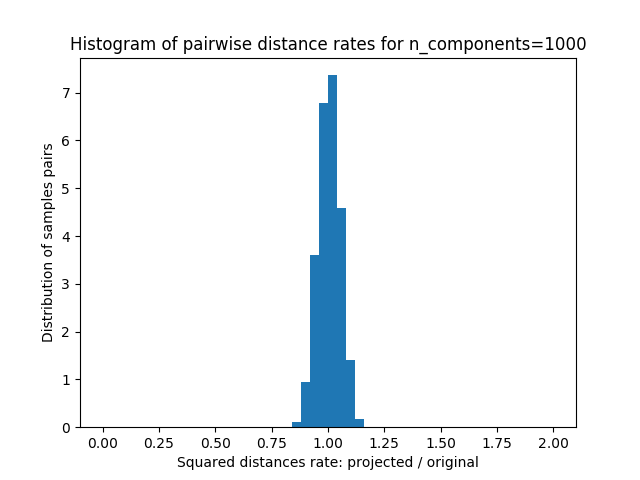 Histogram of pairwise distance rates for n_components=1000
Distribution of samples pairs
7
6
5
4
3
2
1
0
0.00 0.25 0.50 0.75 1.00 1.25 1.50 1.75 2.00
Squared distances rate: projected / original